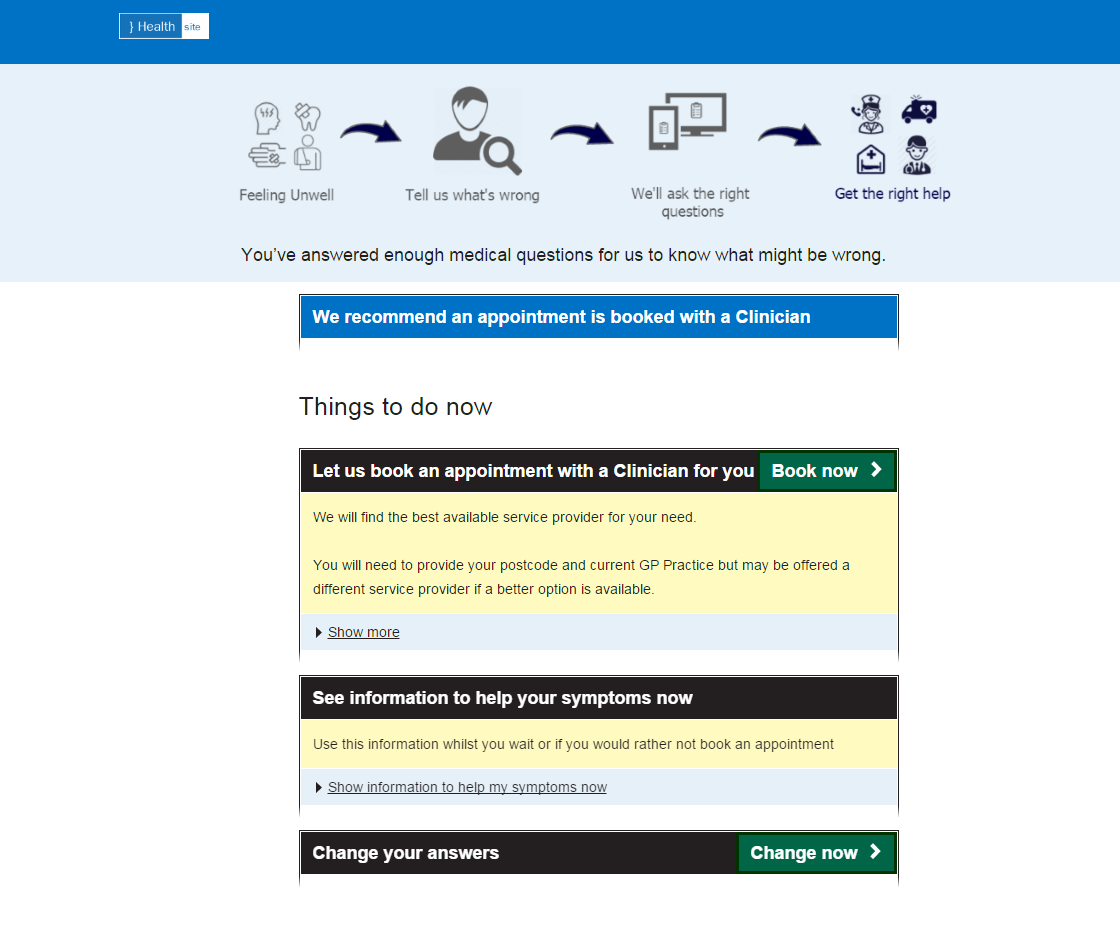 } Health site
Feeling Unwell
Tell us what's wrong
We'll ask the right
questions
Get the right help
You've answered enough medical questions for us to know what might be wrong.
We recommend an appointment is booked with a Clinician
Things to do now
Let us book an appointment with a Clinician for you Book now
We will find the best available service provider for your need.
You will need to provide your postcode and current GP Practice but may be offered a
different service provider if a better option is available.
Show more
See information to help your symptoms now
Use this information whilst you wait or if you would rather not book an appointment
Show information to help my symptoms now
Change your answers Change now